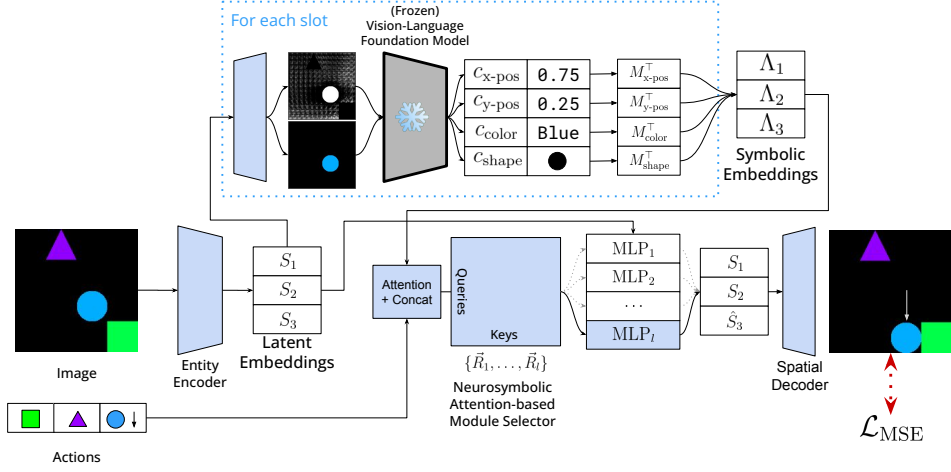 For each slot
(Frozen)
Vision-Language
Foundation Model
c_x-pos 0.75 M^⊤_x-pos
c_y-pos 0.25 M^⊤_y-pos
c_color Blue M^⊤_color
c_shape M^⊤_shape
Λ_1
Λ_2
Λ_3
Symbolic
Embeddings
Image
Entity
Encoder
S_1
S_2
S_3
Latent
Embeddings
Attention
+ Concat
Queries
Keys
{R⃗_1, . . . , R⃗_l}
Neurosymbolic
Attention-based
Module Selector
MLP_1
MLP_2
. . .
MLP_l
S_1
S_2
Ŝ_3
Spatial
Decoder
ℒ_MSE
Actions